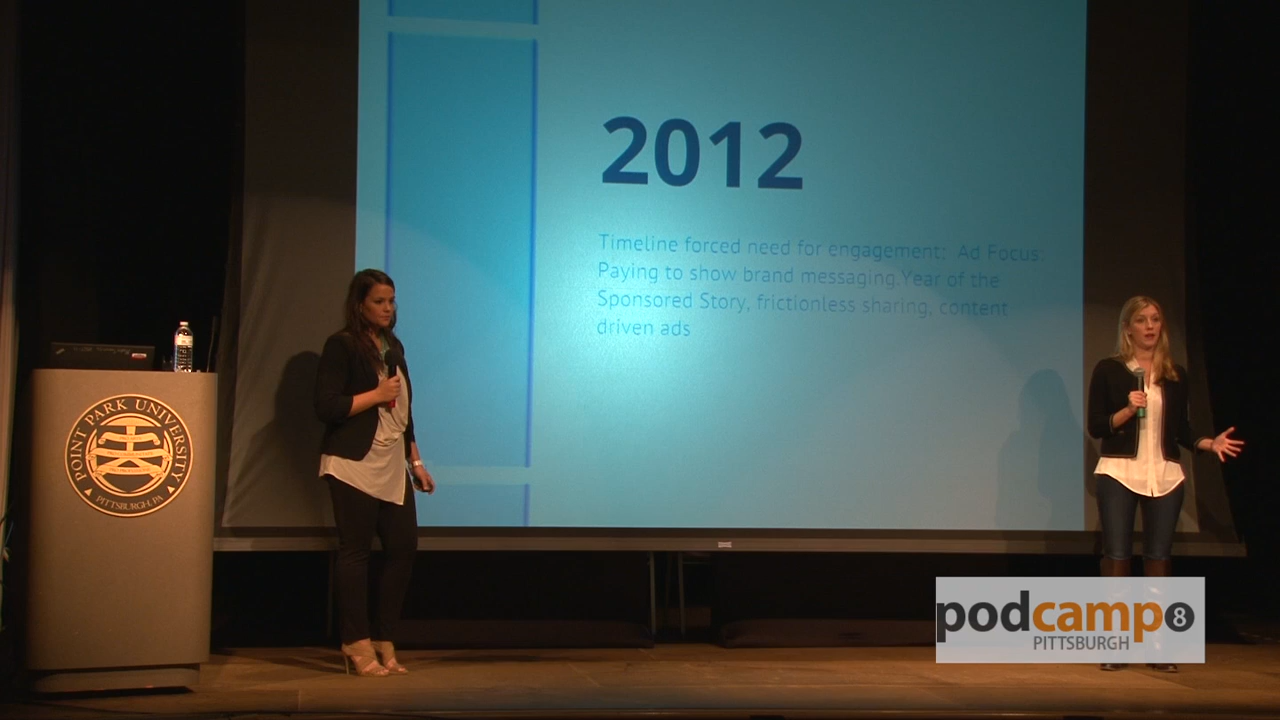 2012
Timeline forced need for engagement: Ad Focus:
Paying to show brand messaging.Year of the
Sponsored Story, frictionless sharing, content
driven ads
POINT PARK UNIVERSITY
PITTSBURGH, PA
podcamp8
PITTSBURGH